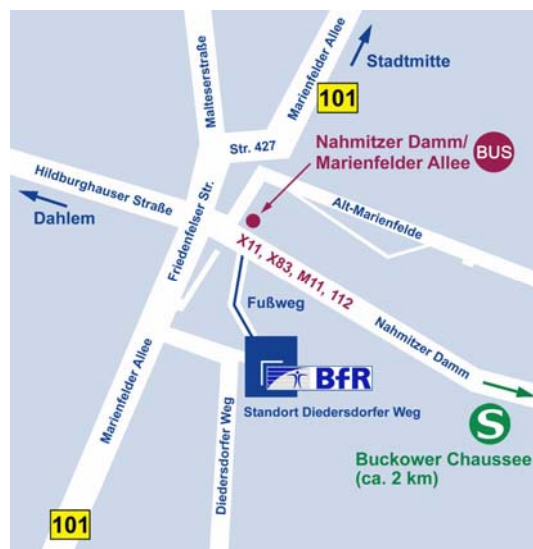 Malteserstraße
Marienfelder Allee
Stadtmitte
101
Str. 427
Nahmitzer Damm/
Marienfelder Allee
BUS
Hildburghauser Straße
Dahlem
Friedenfelser Str.
Alt-Marienfelde
X11, X83, M11, 112
Fußweg
Nahmitzer Damm
BfR
Standort Diedersdorfer Weg
Marienfelder Allee
Diedersdorfer Weg
S
Buckower Chaussee
(ca. 2 km)
101